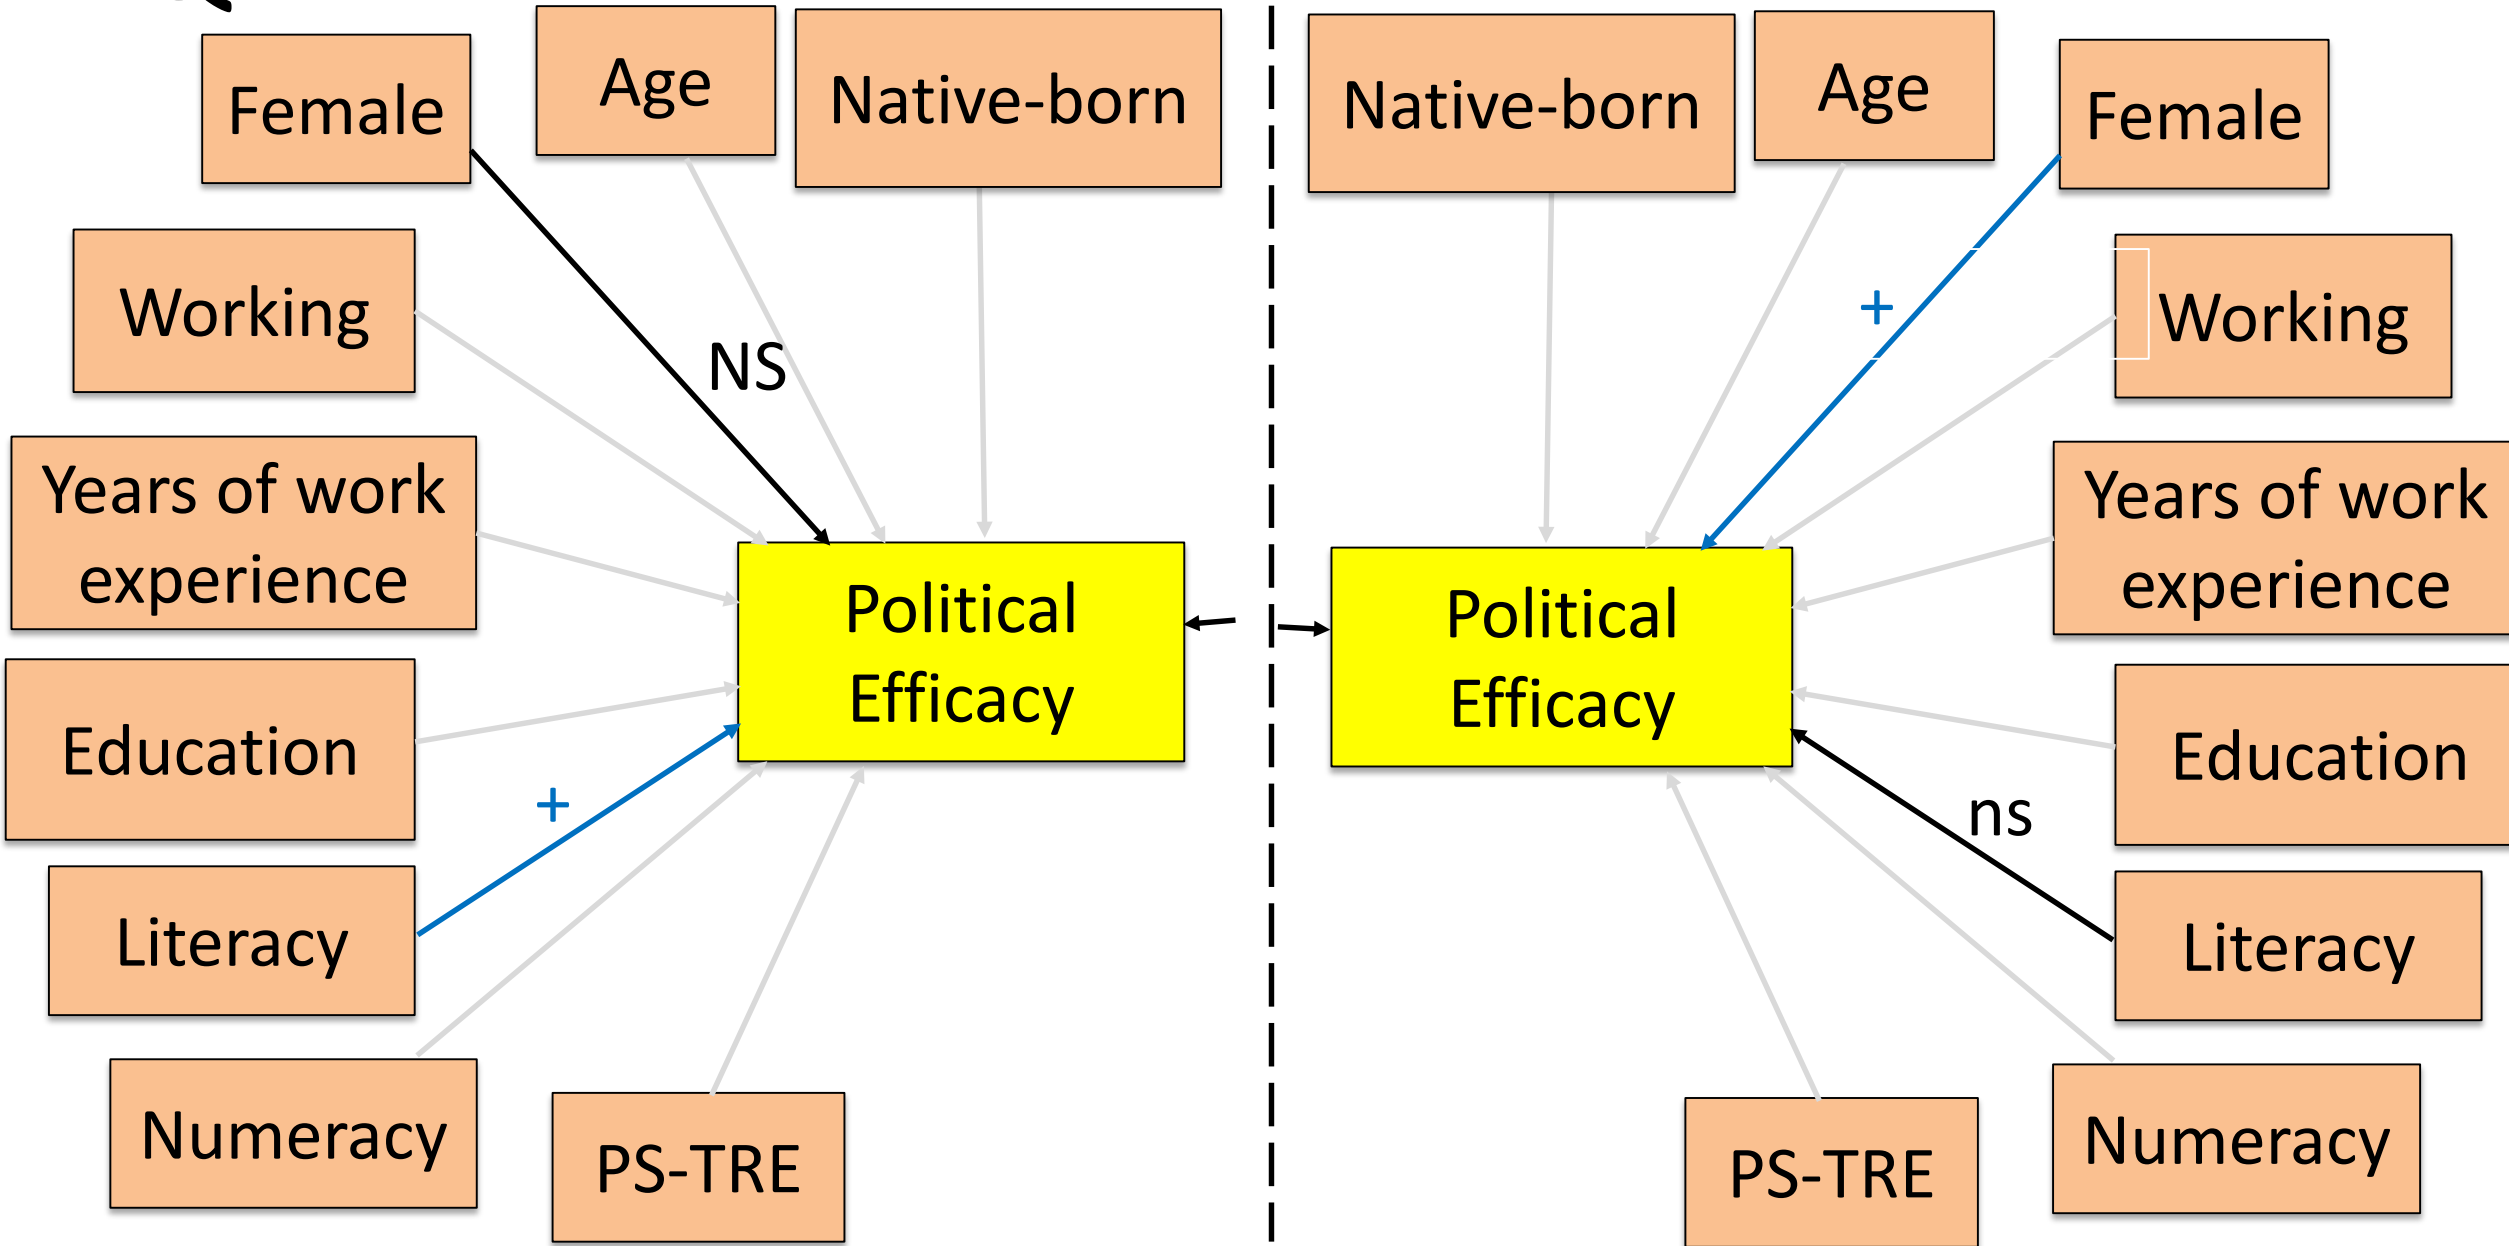 Female
Age
Native-born
Working
NS
Years of work
experience
Political
Efficacy
Education
+
Literacy
Numeracy
PS-TRE
Native-born
Age
Female
+
Working
Years of work
experience
Political
Efficacy
Education
ns
Literacy
Numeracy
PS-TRE